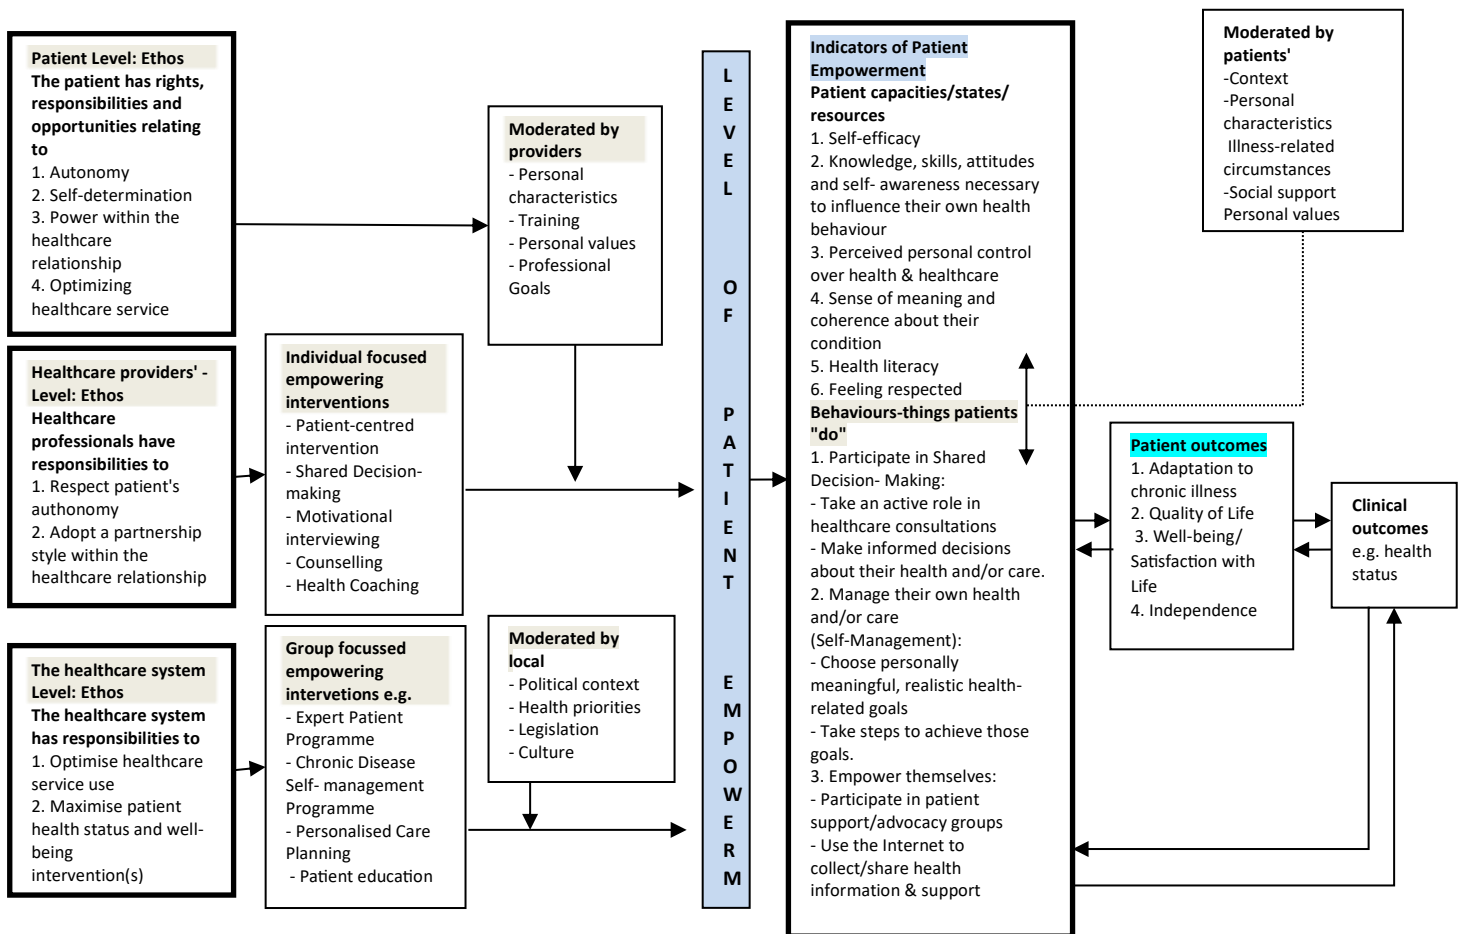 Patient Level: Ethos
The patient has rights,
responsibilities and
opportunities relating
to
1. Autonomy
2. Self-determination
3. Power within the
healthcare
relationship
4. Optimizing
healthcare service
Healthcare providers' -
Level: Ethos
Healthcare
professionals have
responsibilities to
1. Respect patient's
authonomy
2. Adopt a partnership
style within the
healthcare relationship
The healthcare system
Level: Ethos
The healthcare system
has responsibilities to
1. Optimise healthcare
service use
2. Maximise patient
health status and well-
being
intervention(s)
Individual focused
empowering
interventions
- Patient-centred
intervention
- Shared Decision-
making
- Motivational
interviewing
- Counselling
- Health Coaching
Group focussed
empowering
intervetions e.g.
- Expert Patient
Programme
- Chronic Disease
Self- management
Programme
- Personalised Care
Planning
- Patient education
Moderated by
providers
- Personal
characteristics
- Training
- Personal values
- Professional
Goals
Moderated by
local
- Political context
- Health priorities
- Legislation
- Culture
L
E
V
E
L
O
F
P
A
T
I
E
N
T
E
M
P
O
W
E
R
M
Indicators of Patient
Empowerment
Patient capacities/states/
resources
1. Self-efficacy
2. Knowledge, skills, attitudes
and self- awareness necessary
to influence their own health
behaviour
3. Perceived personal control
over health & healthcare
4. Sense of meaning and
coherence about their
condition
5. Health literacy
6. Feeling respected
Behaviours-things patients
"do"
1. Participate in Shared
Decision- Making:
- Take an active role in
healthcare consultations
- Make informed decisions
about their health and/or care.
2. Manage their own health
and/or care
(Self-Management):
- Choose personally
meaningful, realistic health-
related goals
- Take steps to achieve those
goals.
3. Empower themselves:
- Participate in patient
support/advocacy groups
- Use the Internet to
collect/share health
information & support
Moderated by
patients'
-Context
-Personal
characteristics
Illness-related
circumstances
-Social support
Personal values
Patient outcomes
1. Adaptation to
chronic illness
2. Quality of Life
3. Well-being/
Satisfaction with
Life
4. Independence
Clinical
outcomes
e.g. health
status